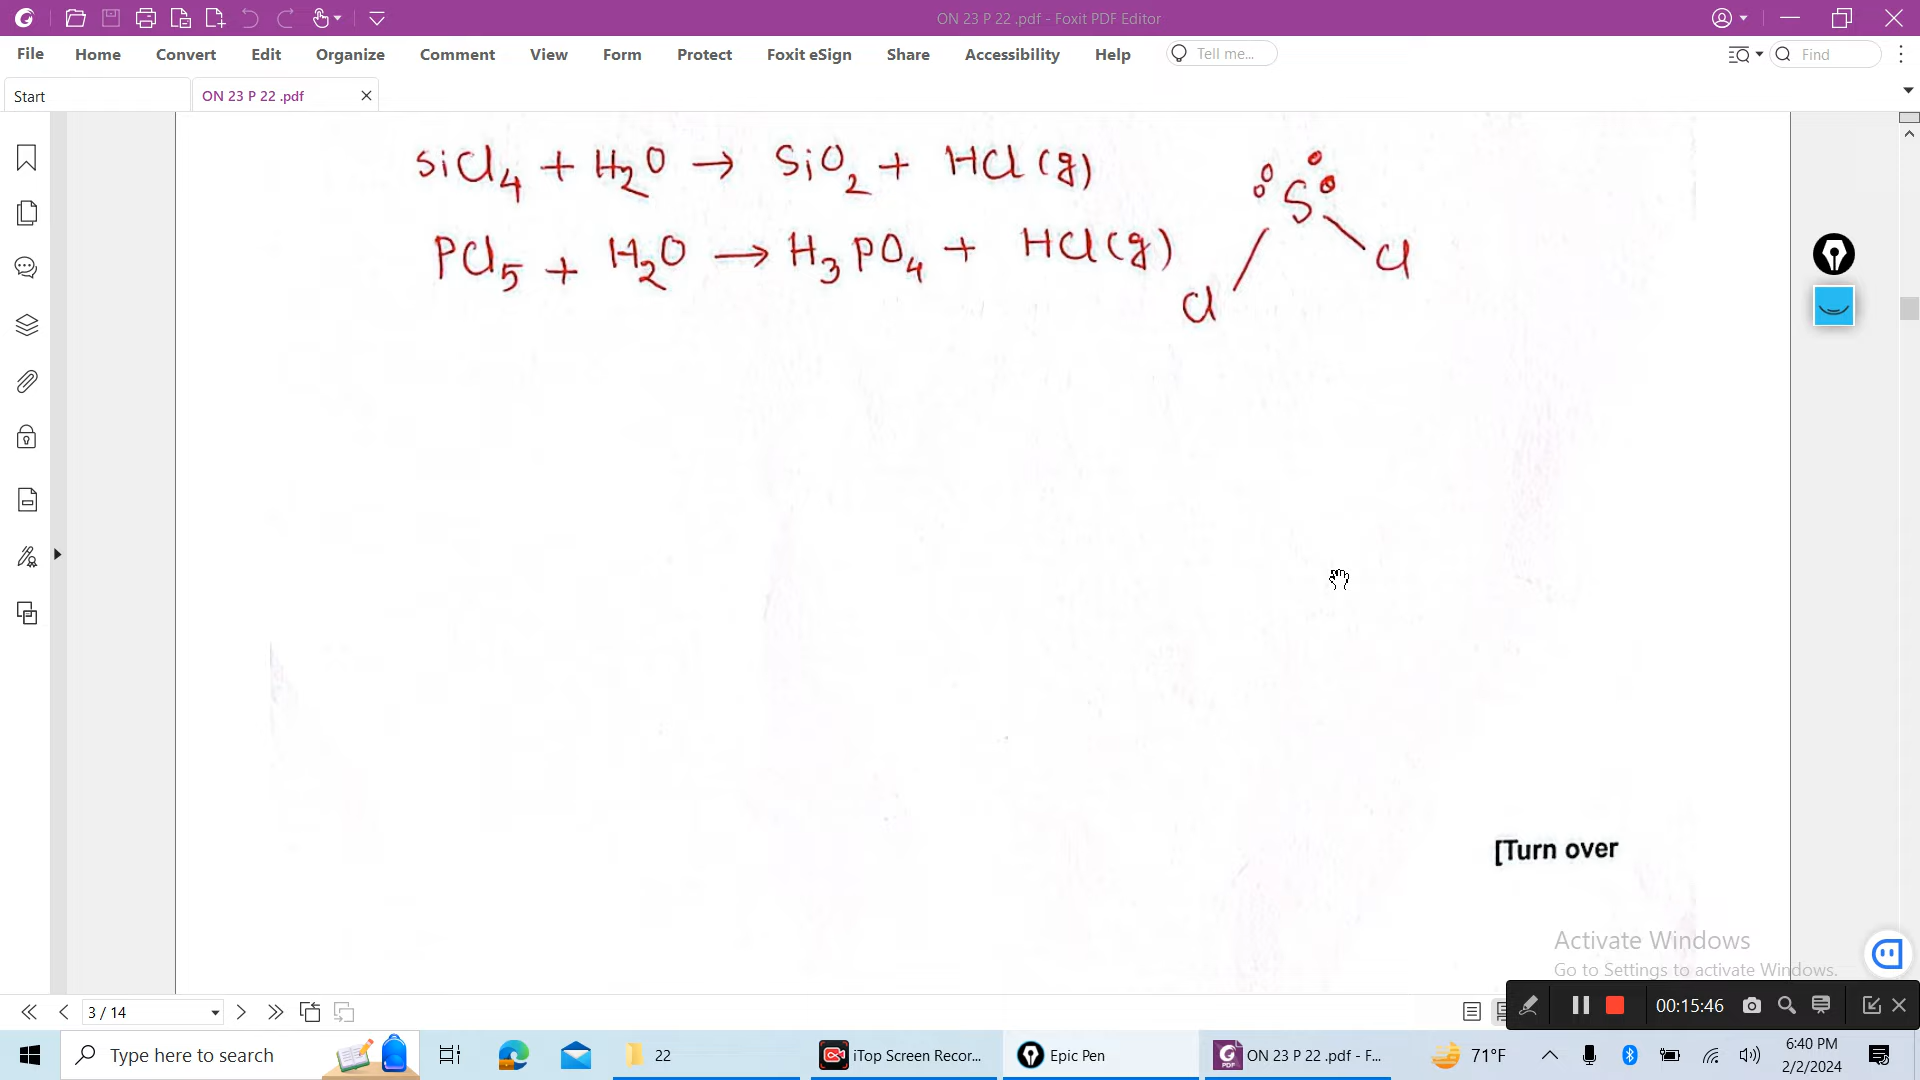 ON 23 P 22 .pdf - Foxit PDF Editor
File Home Convert Edit Organize Comment View Form Protect Foxit eSign Share Accessibility Help Tell me... Find
Start ON 23 P 22 .pdf
SiCl4 + H2O → SiO2 + HCl(g)
S
PCl5 + H2O → H3PO4 + HCl(g)
Cl
Cl
[Turn over
Activate Windows
Go to Settings to activate Windows.
3 / 14
00:15:46
Type here to search
22
iTop Screen Recor...
Epic Pen
ON 23 P 22 .pdf - F...
71°F
6:40 PM
2/2/2024